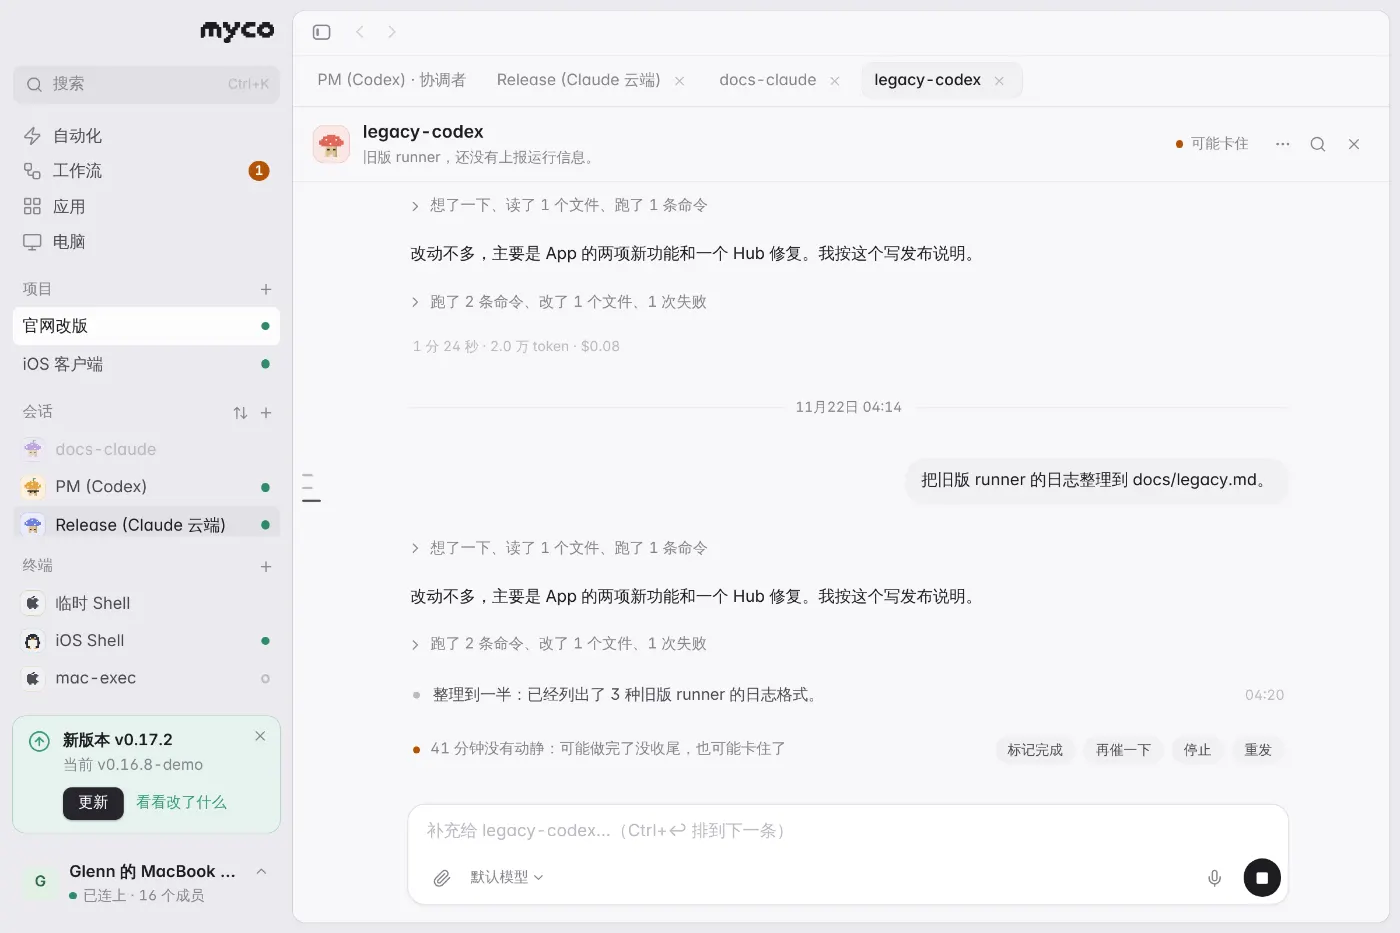 myco
搜索
Ctrl+K
自动化
工作流
1
应用
电脑
项目
官网改版
iOS 客户端
会话
docs-claude
PM (Codex)
Release (Claude 云端)
终端
临时 Shell
iOS Shell
mac-exec
新版本 v0.17.2
当前 v0.16.8-demo
更新
看看改了什么
G
Glenn 的 MacBook ...
已连上 · 16 个成员
PM (Codex) · 协调者
Release (Claude 云端)
docs-claude
legacy-codex
legacy-codex
旧版 runner，还没有上报运行信息。
可能卡住
想了一下、读了 1 个文件、跑了 1 条命令
改动不多，主要是 App 的两项新功能和一个 Hub 修复。我按这个写发布说明。
跑了 2 条命令、改了 1 个文件、1 次失败
1 分 24 秒 · 2.0 万 token · $0.08
11月22日 04:14
把旧版 runner 的日志整理到 docs/legacy.md。
想了一下、读了 1 个文件、跑了 1 条命令
改动不多，主要是 App 的两项新功能和一个 Hub 修复。我按这个写发布说明。
跑了 2 条命令、改了 1 个文件、1 次失败
整理到一半：已经列出了 3 种旧版 runner 的日志格式。
04:20
41 分钟没有动静：可能做完了没收尾，也可能卡住了
标记完成
再催一下
停止
重发
补充给 legacy-codex...（Ctrl+↩ 排到下一条）
默认模型